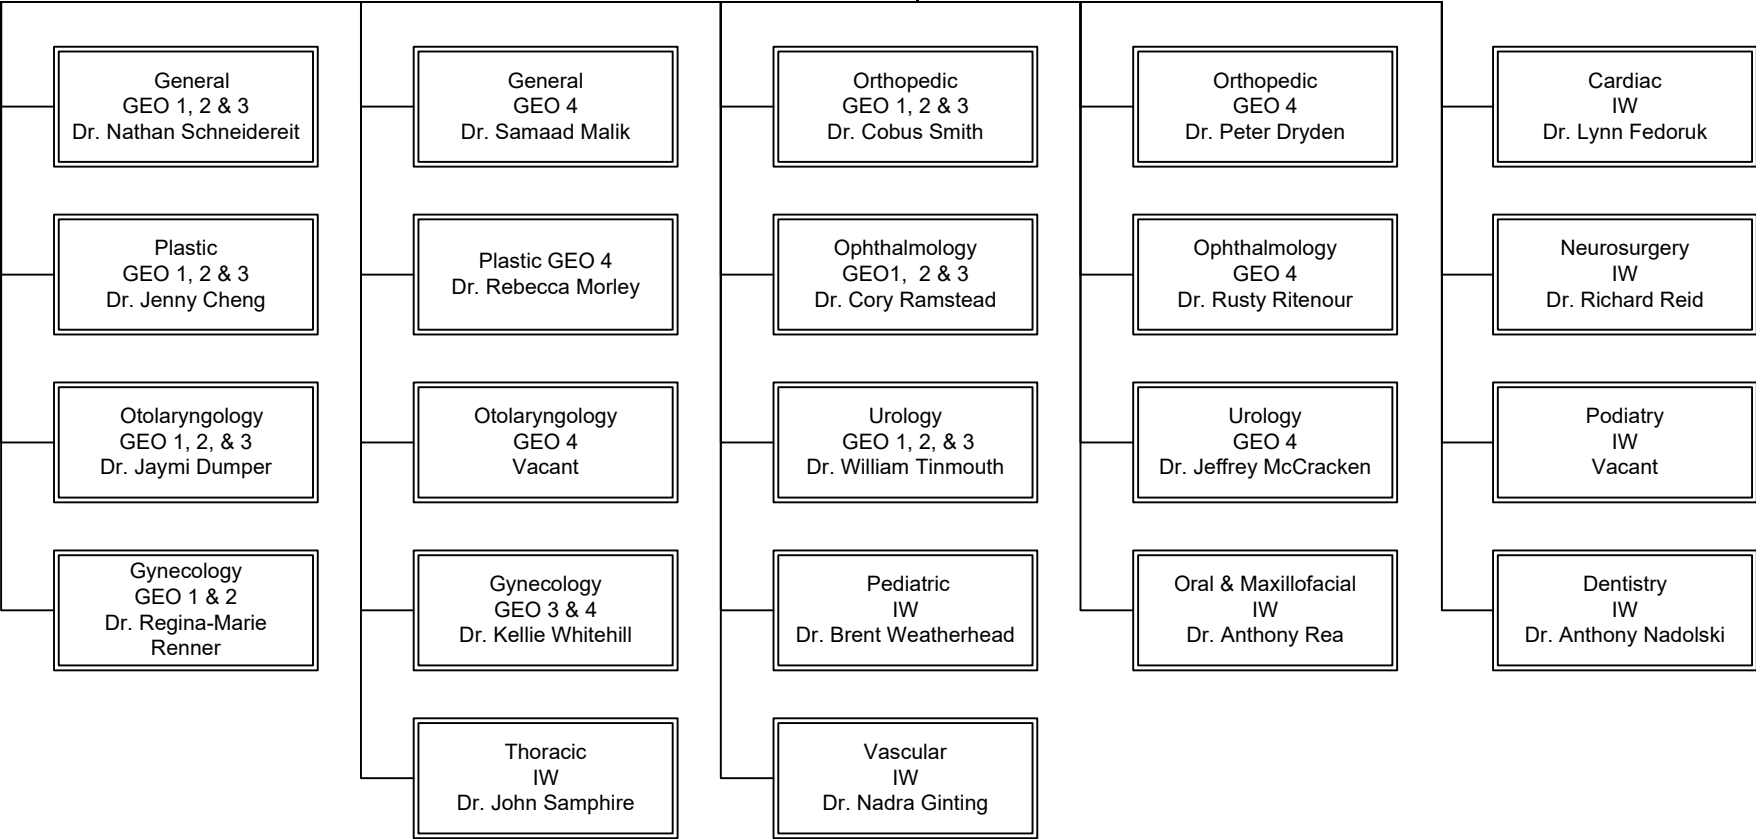 General
GEO 1, 2 & 3
Dr. Nathan Schneidereit
General
GEO 4
Dr. Samaad Malik
Orthopedic
GEO 1, 2 & 3
Dr. Cobus Smith
Orthopedic
GEO 4
Dr. Peter Dryden
Cardiac
IW
Dr. Lynn Fedoruk
Plastic
GEO 1, 2 & 3
Dr. Jenny Cheng
Plastic GEO 4
Dr. Rebecca Morley
Ophthalmology
GEO1,  2 & 3
Dr. Cory Ramstead
Ophthalmology
GEO 4
Dr. Rusty Ritenour
Neurosurgery
IW
Dr. Richard Reid
Otolaryngology
GEO 1, 2, & 3
Dr. Jaymi Dumper
Otolaryngology
GEO 4
Vacant
Urology
GEO 1, 2, & 3
Dr. William Tinmouth
Urology
GEO 4
Dr. Jeffrey McCracken
Podiatry
IW
Vacant
Gynecology
GEO 1 & 2
Dr. Regina-Marie
Renner
Gynecology
GEO 3 & 4
Dr. Kellie Whitehill
Pediatric
IW
Dr. Brent Weatherhead
Oral & Maxillofacial
IW
Dr. Anthony Rea
Dentistry
IW
Dr. Anthony Nadolski
Thoracic
IW
Dr. John Samphire
Vascular
IW
Dr. Nadra Ginting